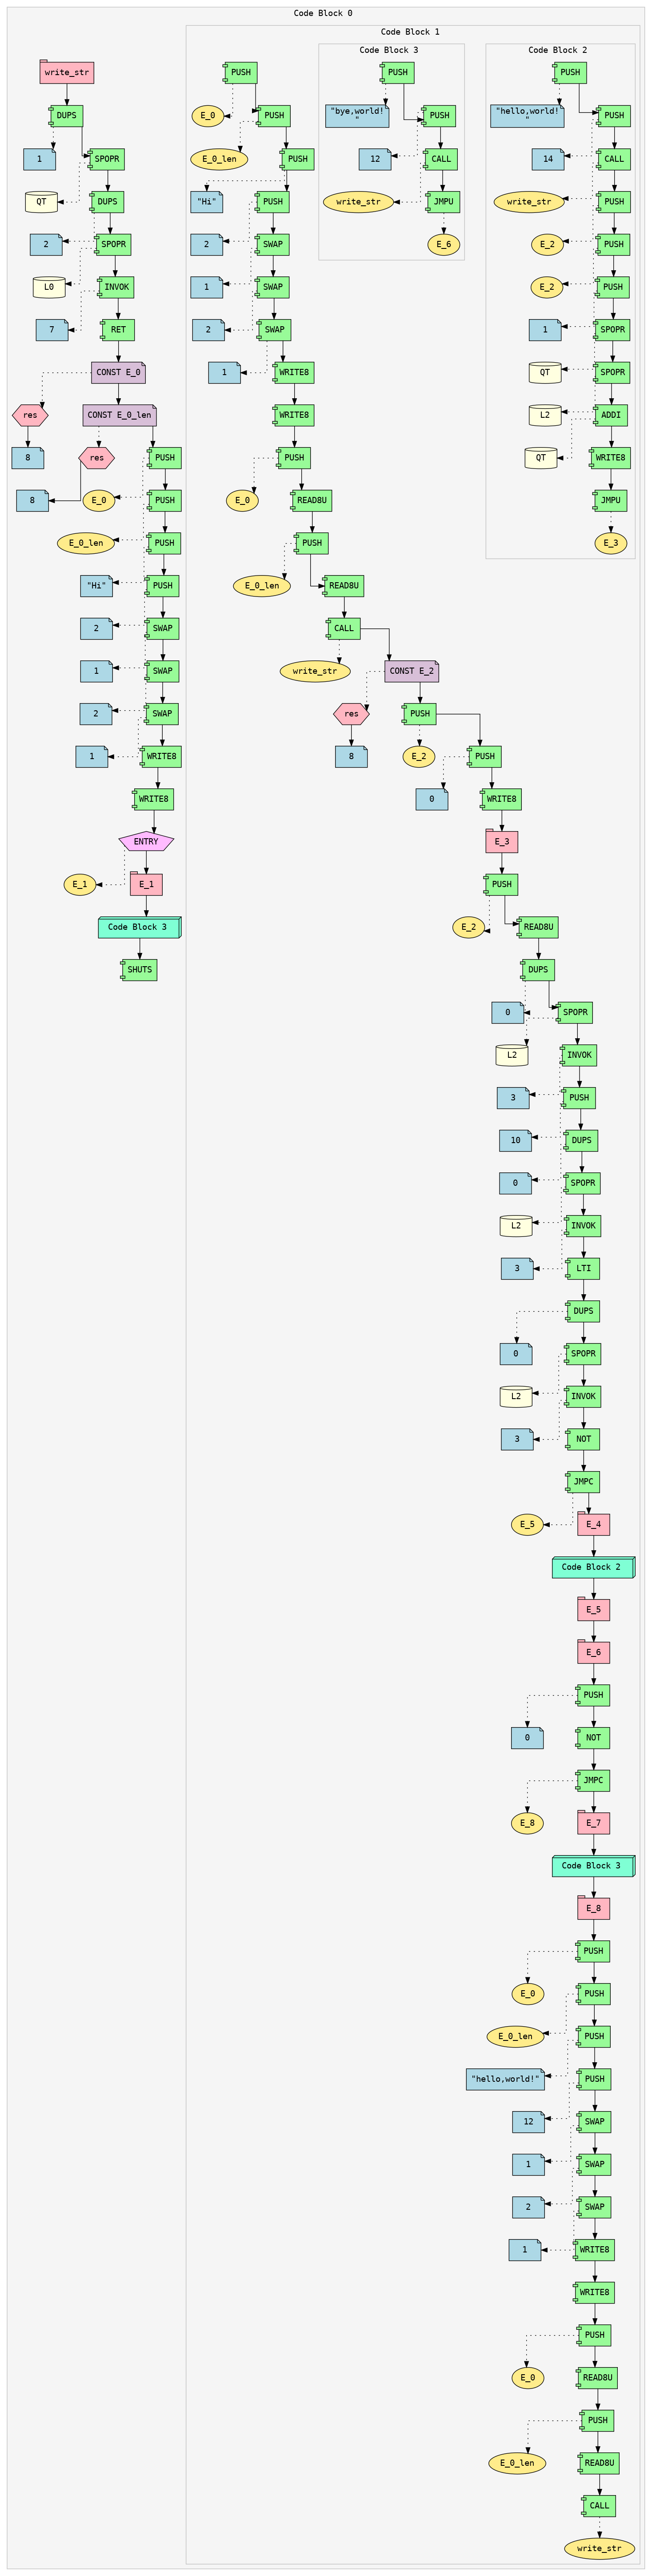 Code Block 0
write_str
DUPS
1
SPOPR
QT
DUPS
2
SPOPR
L0
INVOK
7
RET
CONST E_0
res
CONST E_0_len
8
res
PUSH
8
E_0
PUSH
E_0_len
PUSH
"Hi"
PUSH
2
SWAP
1
SWAP
2
SWAP
1
WRITE8
WRITE8
ENTRY
E_1
E_1
Code Block 3
SHUTS
Code Block 1
PUSH
E_0
PUSH
E_0_len
PUSH
"Hi"
PUSH
2
SWAP
1
SWAP
2
SWAP
1
WRITE8
WRITE8
PUSH
E_0
READ8U
PUSH
E_0_len
READ8U
CALL
write_str
CONST E_2
res
PUSH
8
E_2
PUSH
0
WRITE8
E_3
PUSH
E_2
READ8U
DUPS
0
SPOPR
L2
INVOK
3
PUSH
10
DUPS
0
SPOPR
L2
INVOK
3
LTI
DUPS
0
SPOPR
L2
INVOK
3
NOT
JMPC
E_5
E_4
Code Block 2
E_5
E_6
PUSH
0
NOT
JMPC
E_8
E_7
Code Block 3
E_8
PUSH
E_0
PUSH
E_0_len
PUSH
"hello,world!"
PUSH
12
SWAP
1
SWAP
2
SWAP
1
WRITE8
WRITE8
PUSH
E_0
READ8U
PUSH
E_0_len
READ8U
CALL
write_str
Code Block 3
PUSH
"bye,world!
"
PUSH
12
CALL
write_str
JMPU
E_6
Code Block 2
PUSH
"hello,world!
"
PUSH
14
CALL
write_str
PUSH
E_2
PUSH
E_2
PUSH
1
SPOPR
QT
SPOPR
L2
ADDI
QT
WRITE8
JMPU
E_3